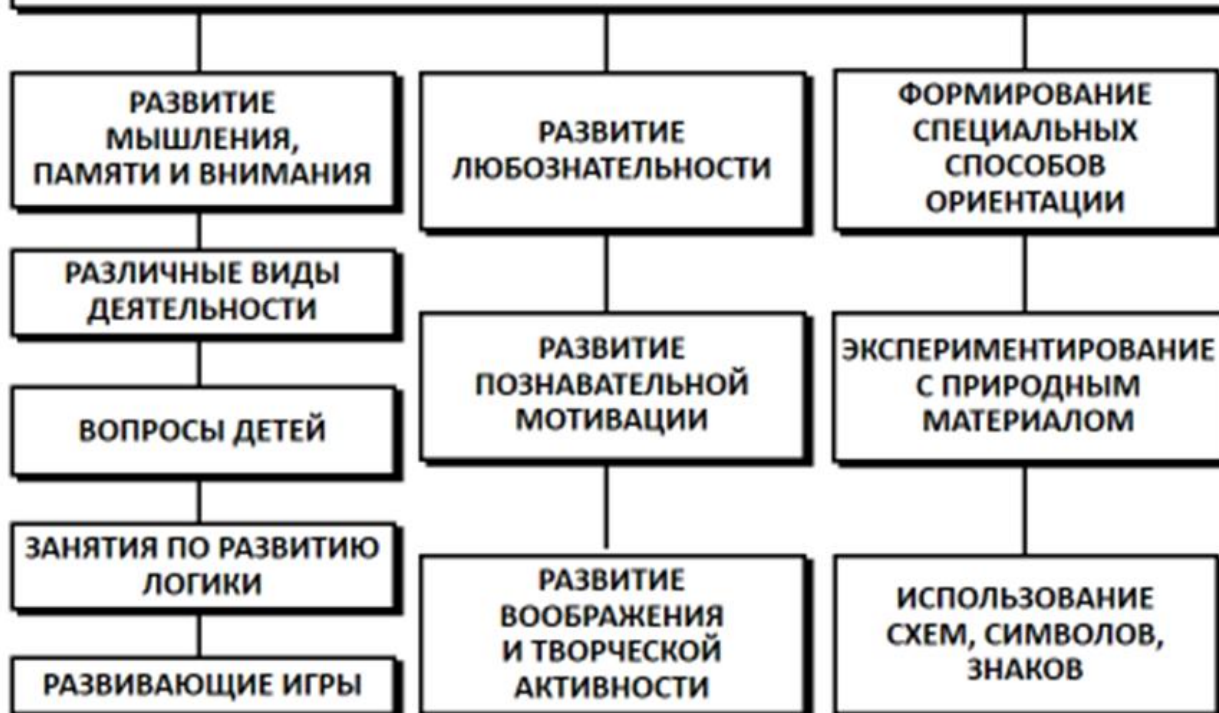 РАЗВИТИЕ
МЫШЛЕНИЯ,
ПАМЯТИ И ВНИМАНИЯ
РАЗЛИЧНЫЕ ВИДЫ
ДЕЯТЕЛЬНОСТИ
ВОПРОСЫ ДЕТЕЙ
ЗАНЯТИЯ ПО РАЗВИТИЮ
ЛОГИКИ
РАЗВИВАЮЩИЕ ИГРЫ
РАЗВИТИЕ
ЛЮБОЗНАТЕЛЬНОСТИ
РАЗВИТИЕ
ПОЗНАВАТЕЛЬНОЙ
МОТИВАЦИИ
РАЗВИТИЕ
ВООБРАЖЕНИЯ
И ТВОРЧЕСКОЙ
АКТИВНОСТИ
ФОРМИРОВАНИЕ
СПЕЦИАЛЬНЫХ
СПОСОБОВ
ОРИЕНТАЦИИ
ЭКСПЕРИМЕНТИРОВАНИЕ
С ПРИРОДНЫМ
МАТЕРИАЛОМ
ИСПОЛЬЗОВАНИЕ
СХЕМ, СИМВОЛОВ,
ЗНАКОВ